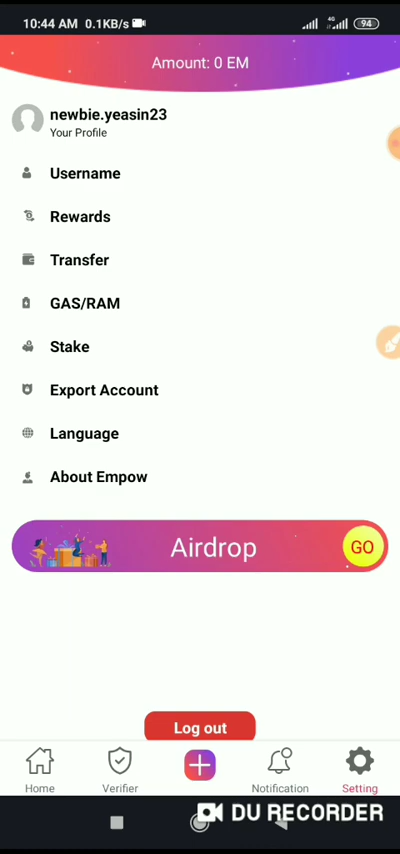 10:44 AM 0.1KB/s 4G 94
Amount: 0 EM
newbie.yeasin23
Your Profile
Username
Rewards
Transfer
GAS/RAM
Stake
Export Account
Language
About Empow
Airdrop GO
Log out
Home Verifier Notification Setting
DU RECORDER